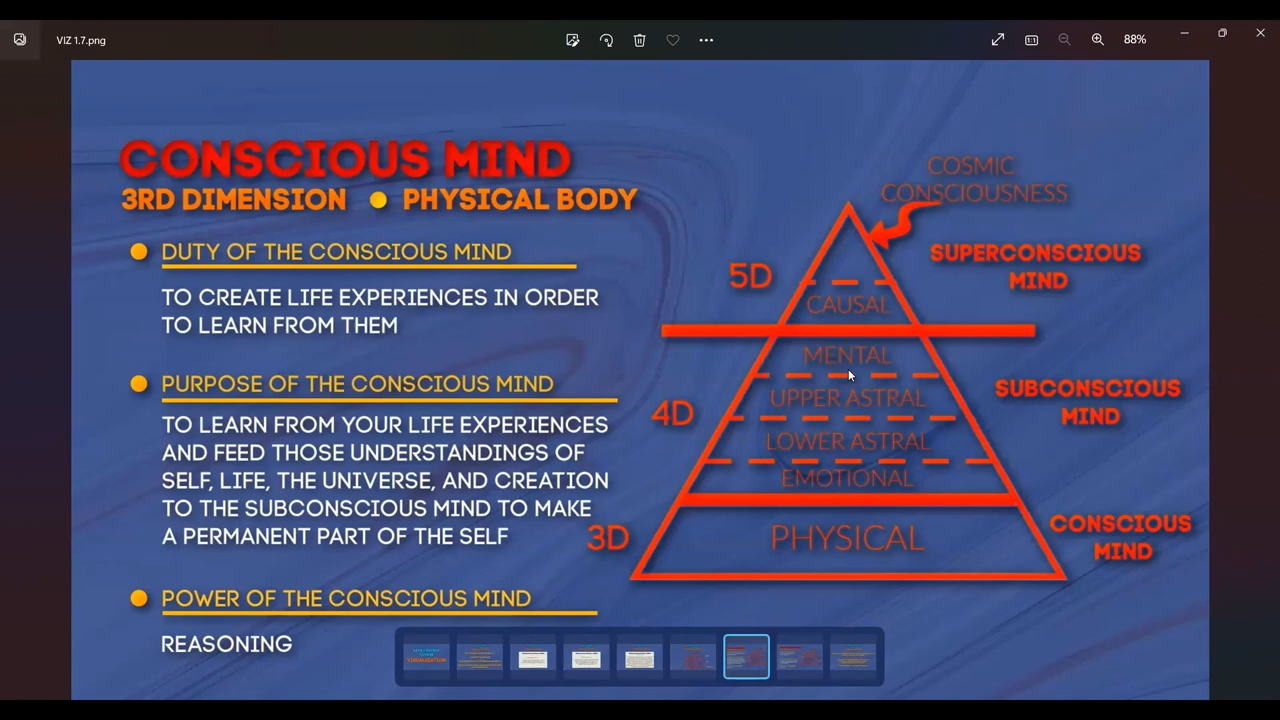 VIZ 1.7.png
88%
CONSCIOUS MIND
3RD DIMENSION ● PHYSICAL BODY
DUTY OF THE CONSCIOUS MIND
TO CREATE LIFE EXPERIENCES IN ORDER
TO LEARN FROM THEM
PURPOSE OF THE CONSCIOUS MIND
TO LEARN FROM YOUR LIFE EXPERIENCES
AND FEED THOSE UNDERSTANDINGS OF
SELF, LIFE, THE UNIVERSE, AND CREATION
TO THE SUBCONSCIOUS MIND TO MAKE
A PERMANENT PART OF THE SELF
POWER OF THE CONSCIOUS MIND
REASONING
COSMIC
CONSCIOUSNESS
SUPERCONSCIOUS
MIND
5D
CAUSAL
MENTAL
UPPER ASTRAL
SUBCONSCIOUS
MIND
4D
LOWER ASTRAL
EMOTIONAL
3D
PHYSICAL
CONSCIOUS
MIND
VISUALIZATION